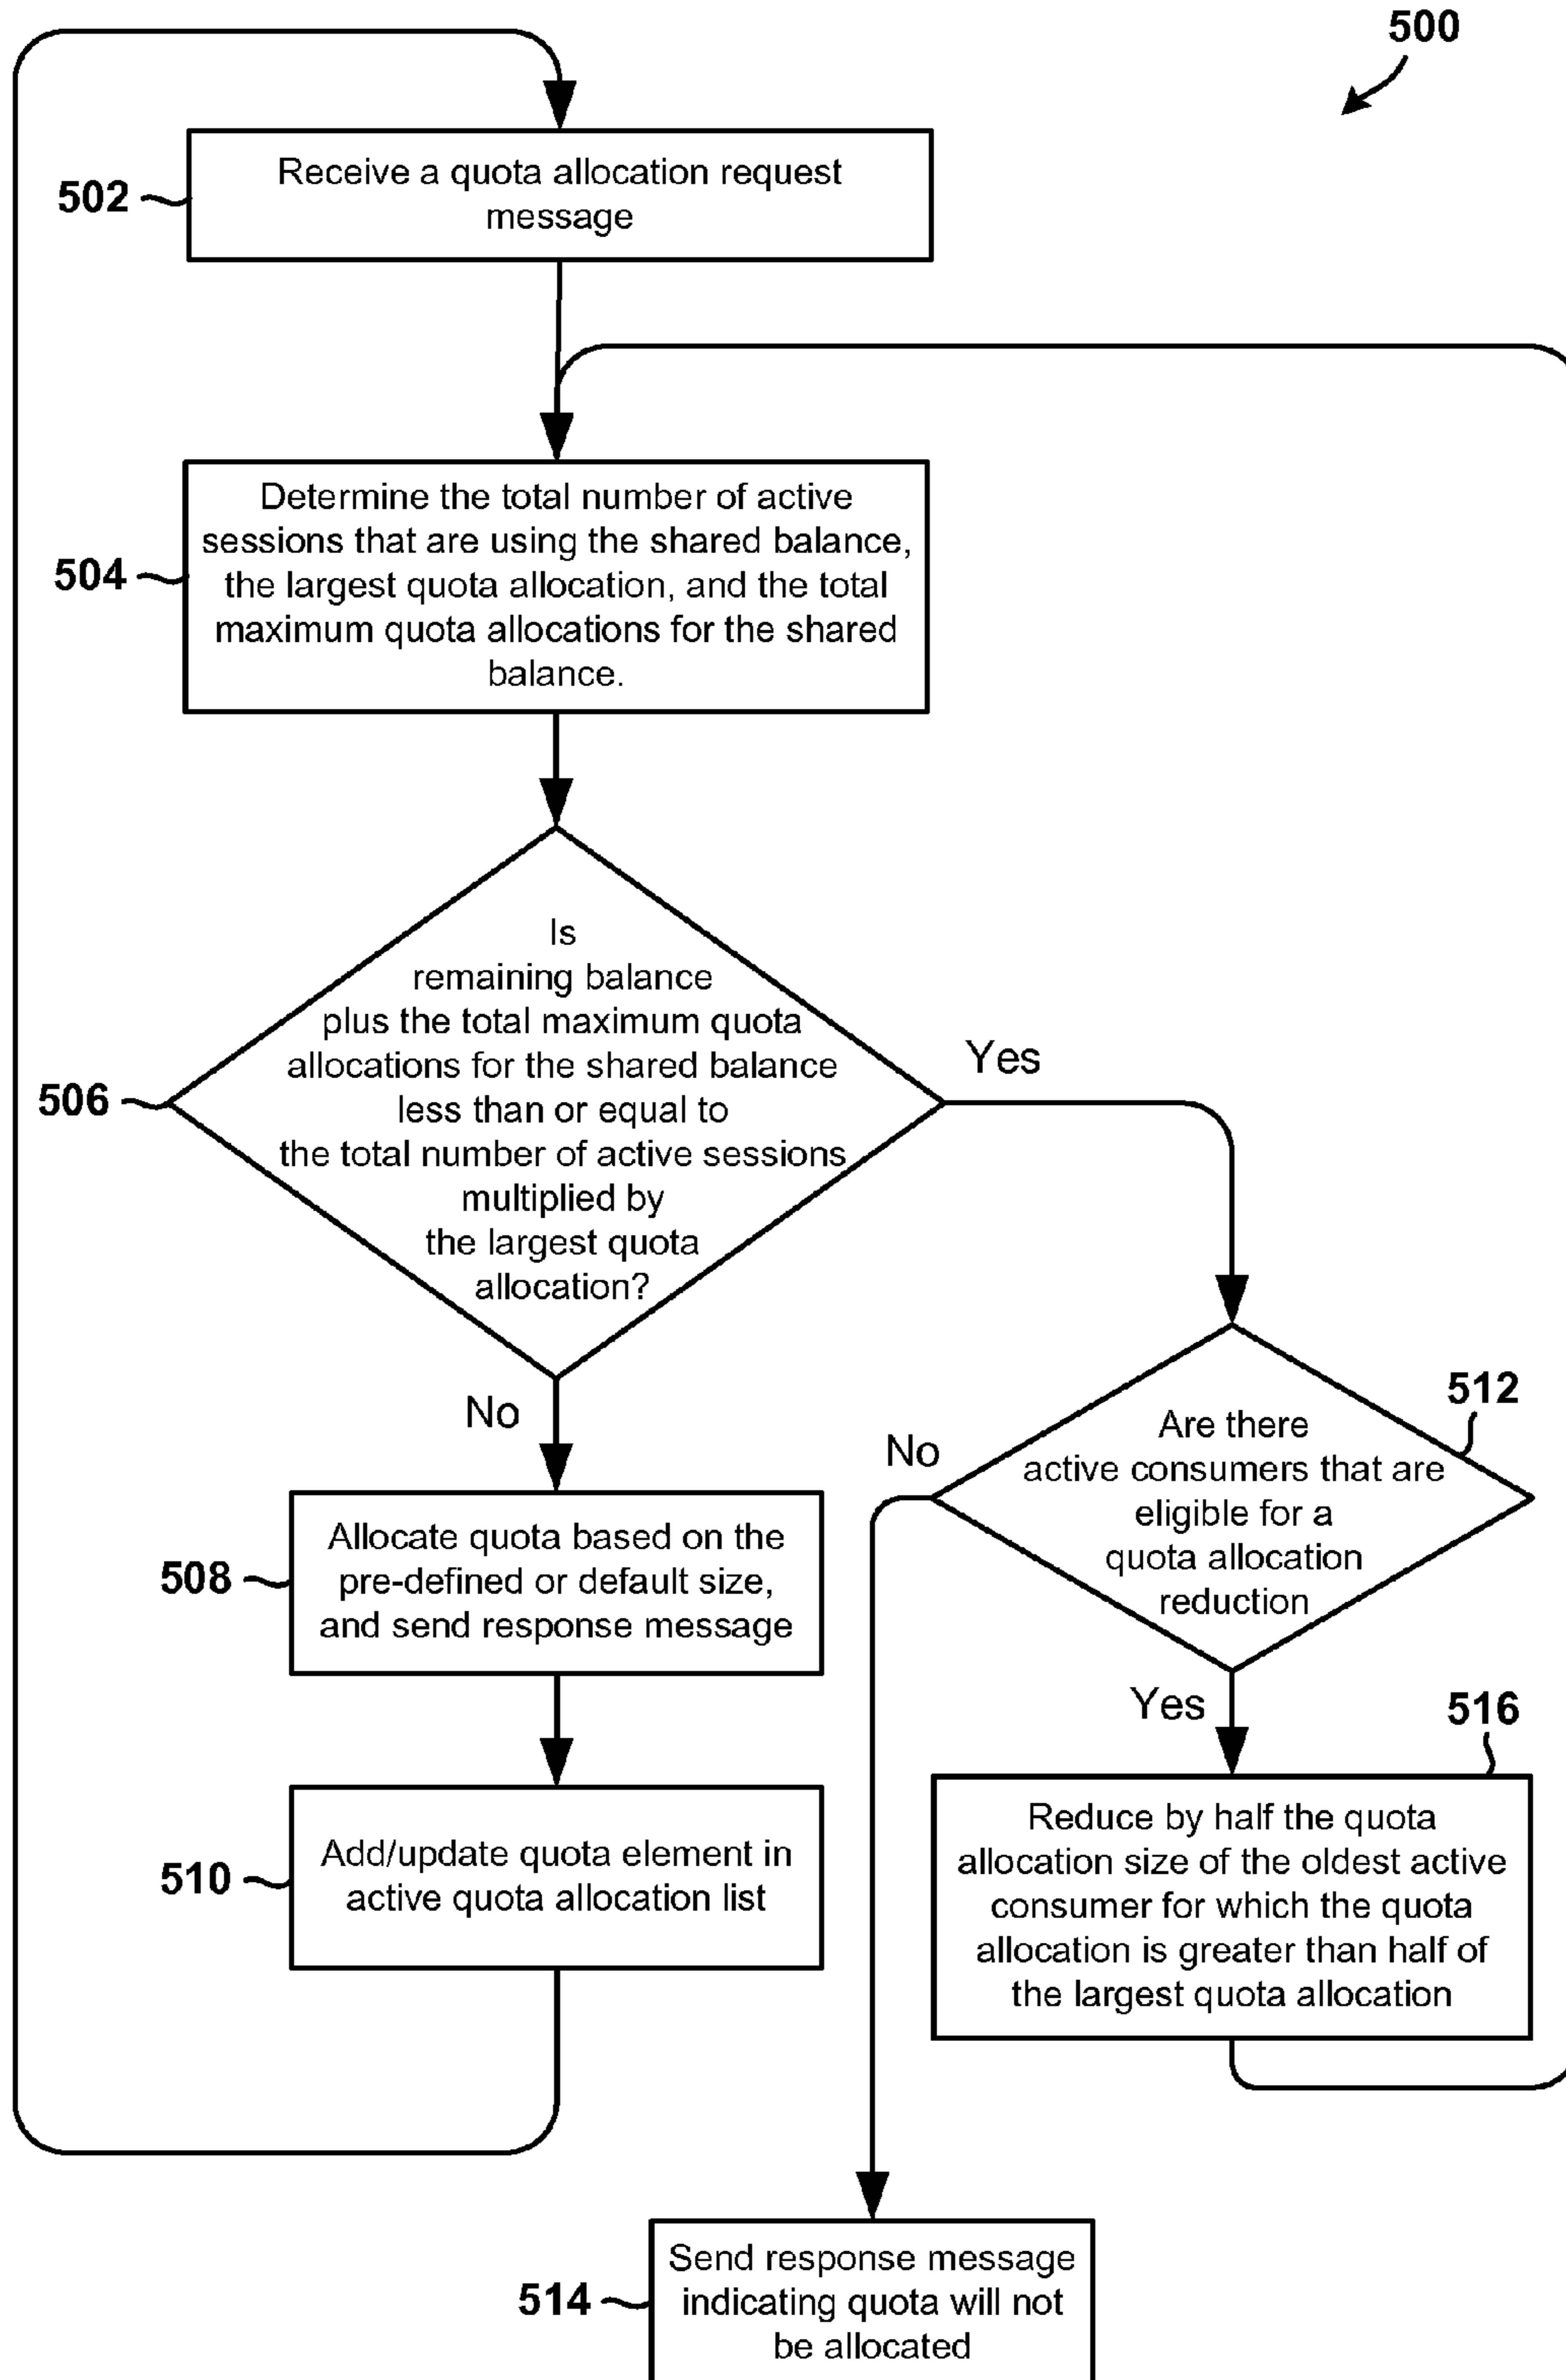 500
502
Receive a quota allocation request
message
504
Determine the total number of active
sessions that are using the shared balance,
the largest quota allocation, and the total
maximum quota allocations for the shared
balance.
506
Is
remaining balance
plus the total maximum quota
allocations for the shared balance
less than or equal to
the total number of active sessions
multiplied by
the largest quota
allocation?
Yes
No
508
Allocate quota based on the
pre-defined or default size,
and send response message
510
Add/update quota element in
active quota allocation list
512
Are there
active consumers that are
eligible for a
quota allocation
reduction
No
Yes
516
Reduce by half the quota
allocation size of the oldest active
consumer for which the quota
allocation is greater than half of
the largest quota allocation
514
Send response message
indicating quota will not
be allocated